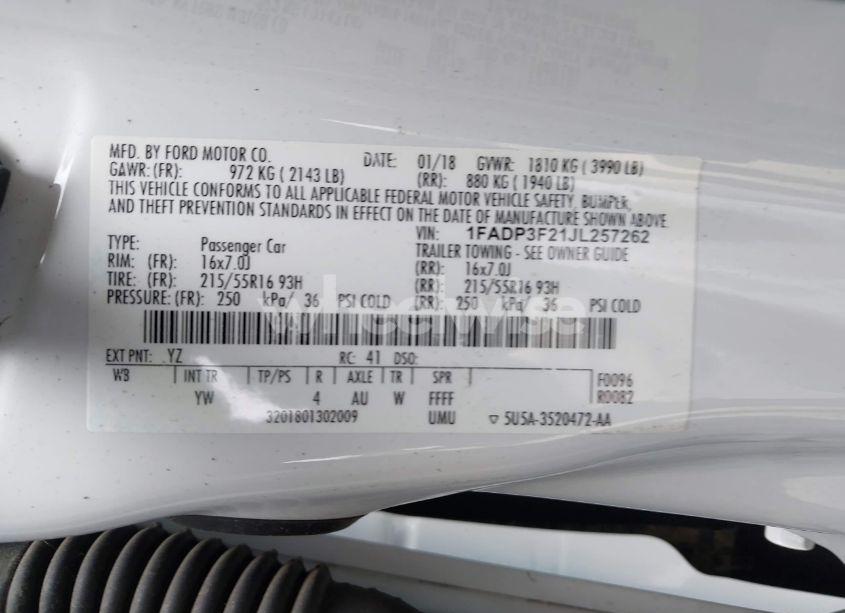 MFD. BY FORD MOTOR CO. DATE: 01/18 GVWR: 1810 KG ( 3990 LB)
GAWR:(FR): 972 KG ( 2143 LB) (RR): 880 KG ( 1940 LB)
THIS VEHICLE CONFORMS TO ALL APPLICABLE FEDERAL MOTOR VEHICLE SAFETY, BUMPER,
AND THEFT PREVENTION STANDARDS IN EFFECT ON THE DATE OF MANUFACTURE SHOWN ABOVE.
VIN: 1FADP3F21JL257262
TYPE: Passenger Car TRAILER TOWING - SEE OWNER GUIDE
RIM: (FR): 16x7.0J (RR): 16x7.0J
TIRE: (FR): 215/55R16 93H (RR): 215/55R16 93H
PRESSURE: (FR): 250 kPa/ 36 PSI COLD (RR): 250 kPa/ 36 PSI COLD
wheelwise
EXT PNT: YZ RC: 41 DSO:
WB INT TR TP/PS R AXLE TR SPR F0096
YW 4 AU W FFFF R0082
3201801302009 UMU ▽ 5U5A-3520472-AA